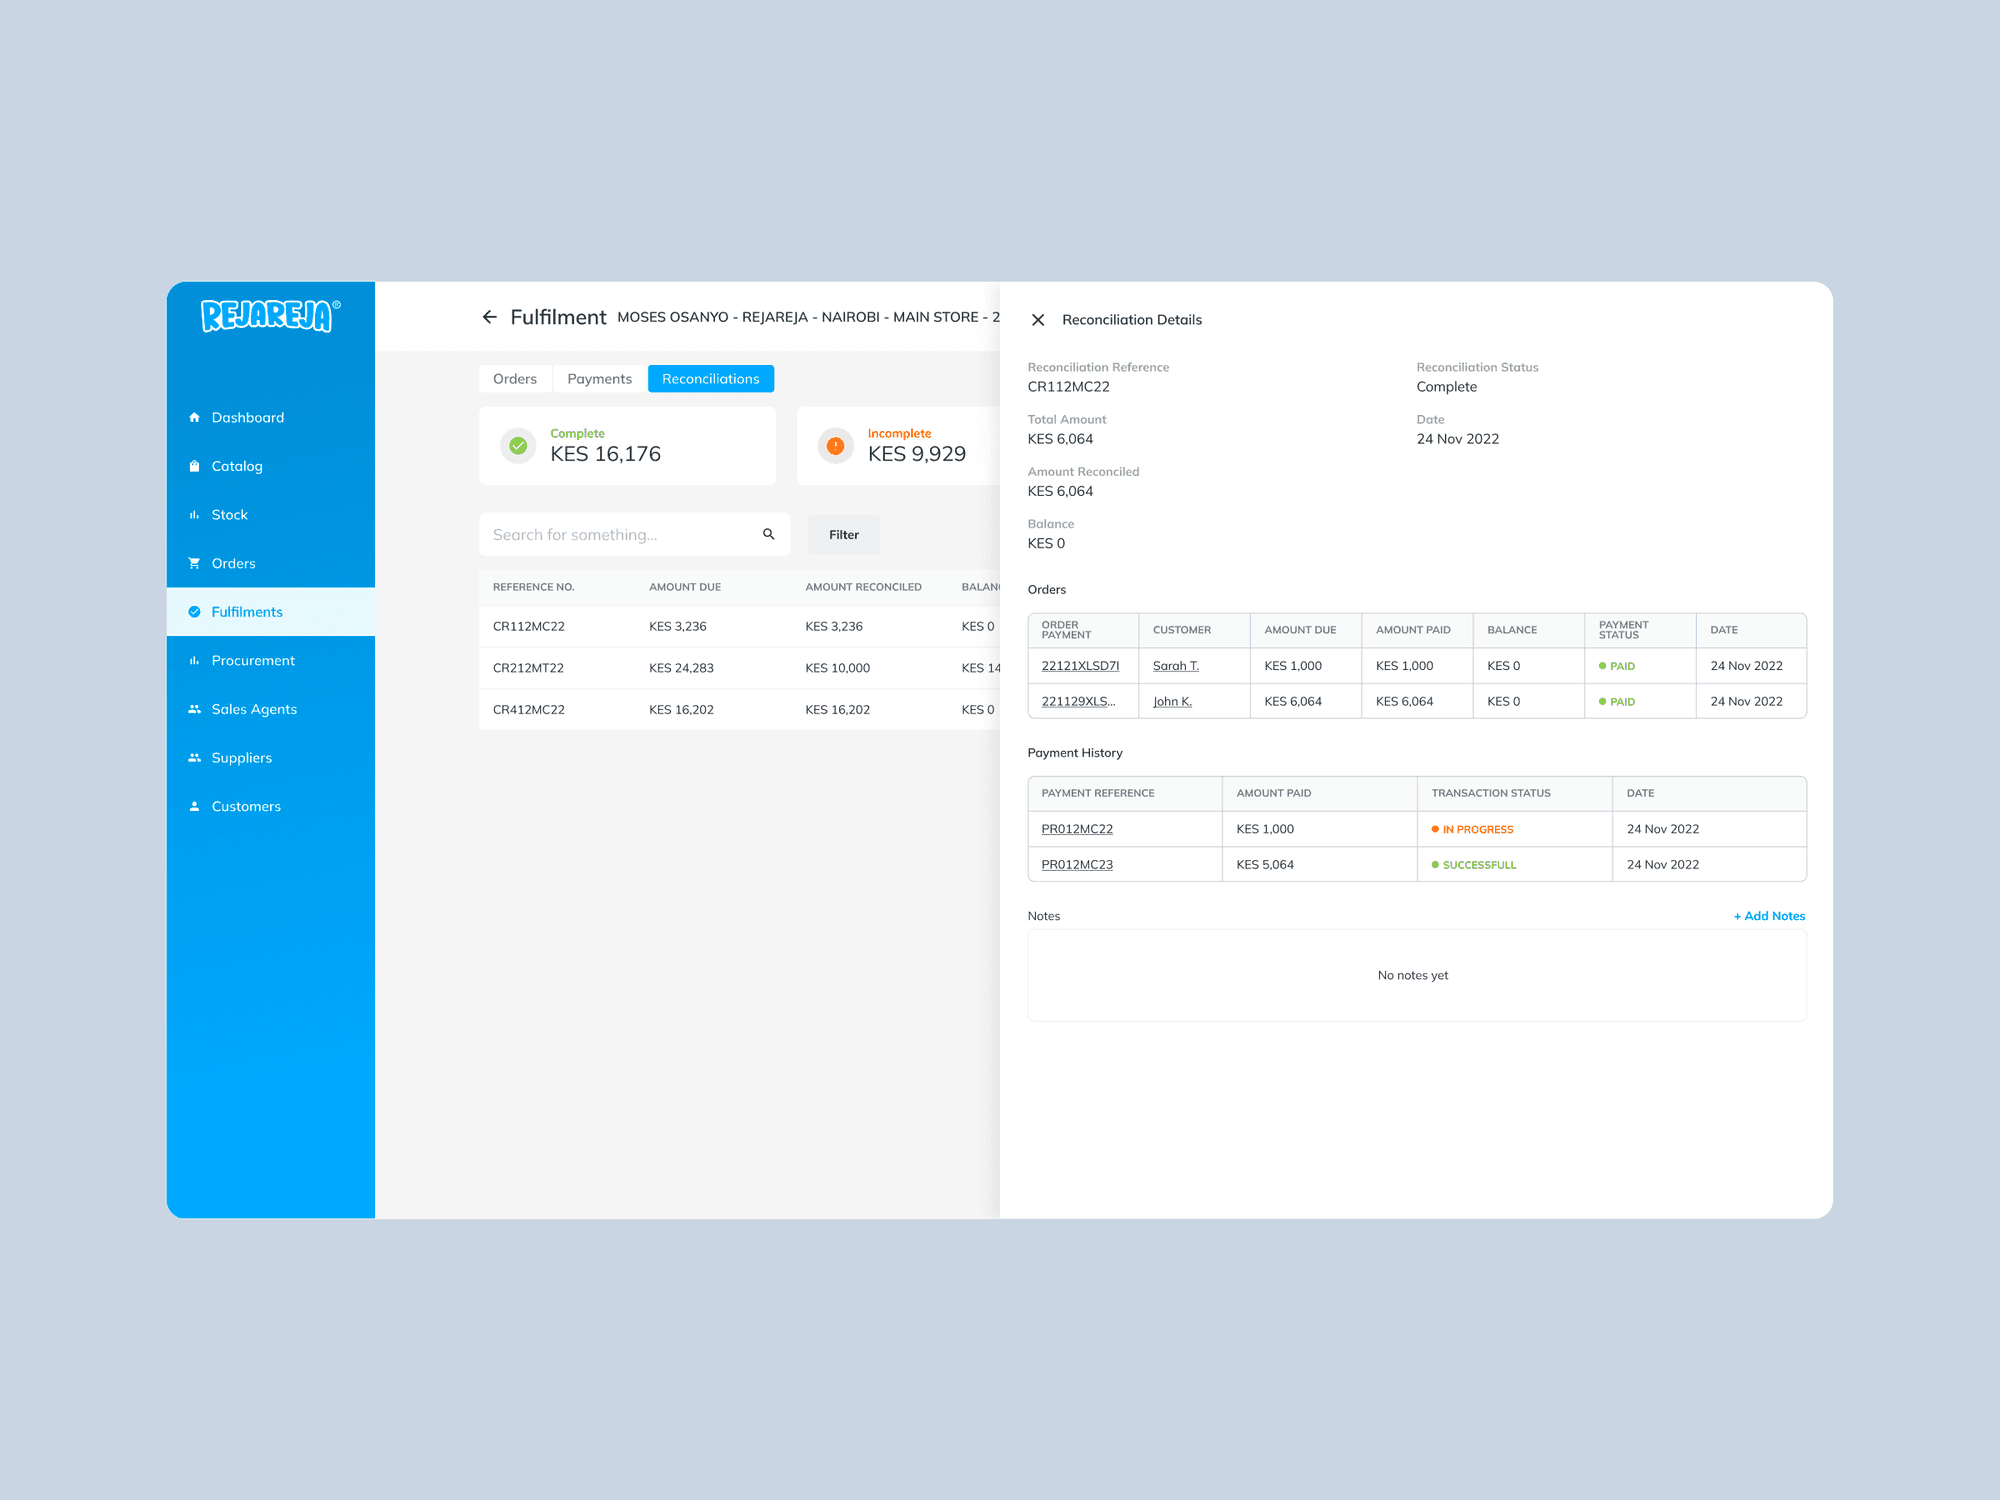 REJAREJA®
Dashboard
Catalog
Stock
Orders
Fulfilments
Procurement
Sales Agents
Suppliers
Customers
Fulfilment MOSES OSANYO - REJAREJA - NAIROBI - MAIN STORE - 2
Orders Payments Reconciliations
Complete
KES 16,176
Incomplete
KES 9,929
Search for something...
Filter
REFERENCE NO. AMOUNT DUE AMOUNT RECONCILED BALAN
CR112MC22 KES 3,236 KES 3,236 KES 0
CR212MT22 KES 24,283 KES 10,000 KES 14
CR412MC22 KES 16,202 KES 16,202 KES 0
Reconciliation Details
Reconciliation Reference
CR112MC22
Reconciliation Status
Complete
Total Amount
KES 6,064
Date
24 Nov 2022
Amount Reconciled
KES 6,064
Balance
KES 0
Orders
ORDER PAYMENT CUSTOMER AMOUNT DUE AMOUNT PAID BALANCE PAYMENT STATUS DATE
22121XLSD7I Sarah T. KES 1,000 KES 1,000 KES 0 PAID 24 Nov 2022
221129XLS... John K. KES 6,064 KES 6,064 KES 0 PAID 24 Nov 2022
Payment History
PAYMENT REFERENCE AMOUNT PAID TRANSACTION STATUS DATE
PR012MC22 KES 1,000 IN PROGRESS 24 Nov 2022
PR012MC23 KES 5,064 SUCCESSFULL 24 Nov 2022
Notes
+ Add Notes
No notes yet